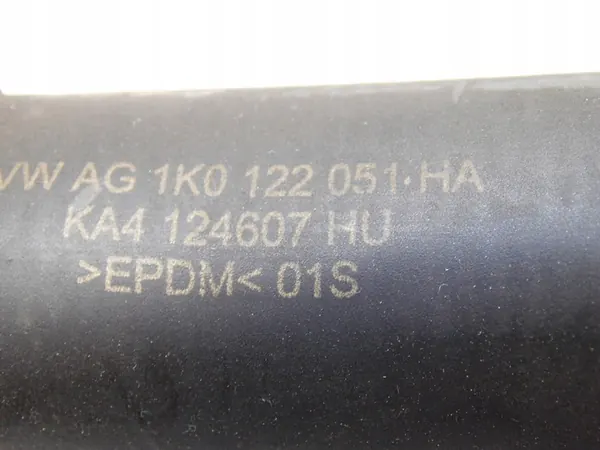 VW AG 1K0 122 051·HA
KA4 124607 HU
>EPDM< 01S